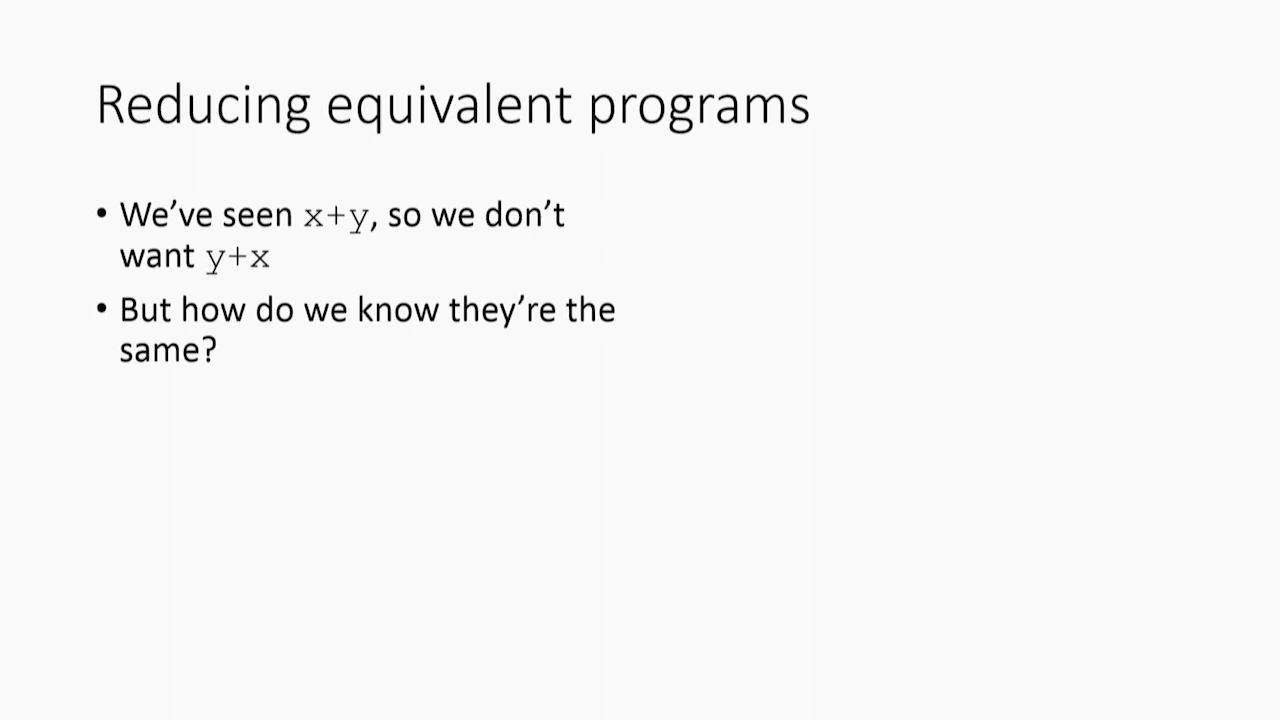 Reducing equivalent programs
• We’ve seen x+y, so we don’t
want y+x
• But how do we know they’re the
same?